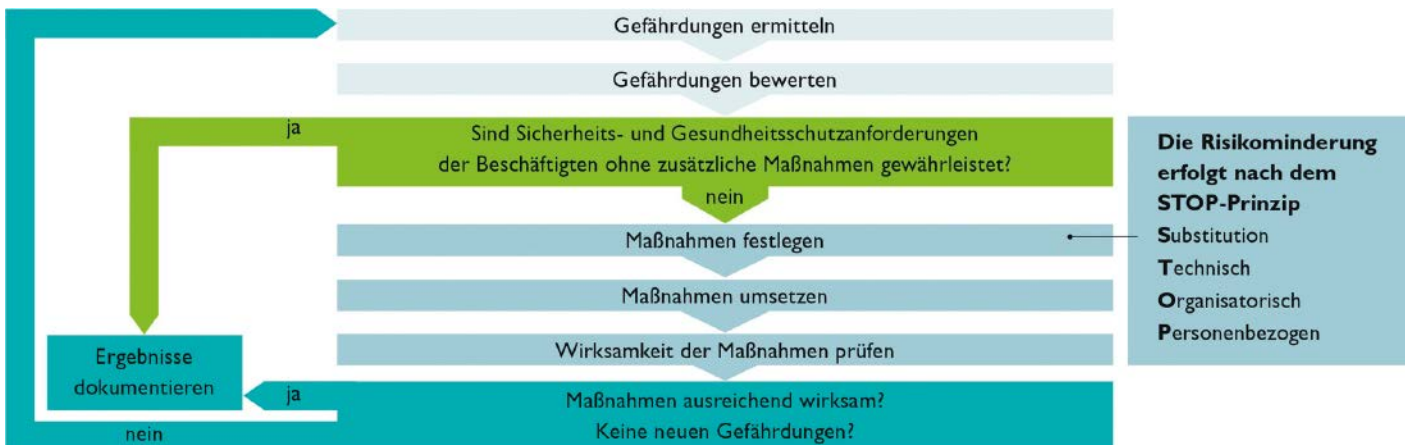 Gefährdungen ermitteln
Gefährdungen bewerten
ja
Sind Sicherheits- und Gesundheitsschutzanforderungen
der Beschäftigten ohne zusätzliche Maßnahmen gewährleistet?
nein
Maßnahmen festlegen
Maßnahmen umsetzen
Wirksamkeit der Maßnahmen prüfen
Maßnahmen ausreichend wirksam?
Keine neuen Gefährdungen?
ja
nein
Ergebnisse
dokumentieren
Die Risikominderung
erfolgt nach dem
STOP-Prinzip
Substitution
Technisch
Organisatorisch
Personenbezogen